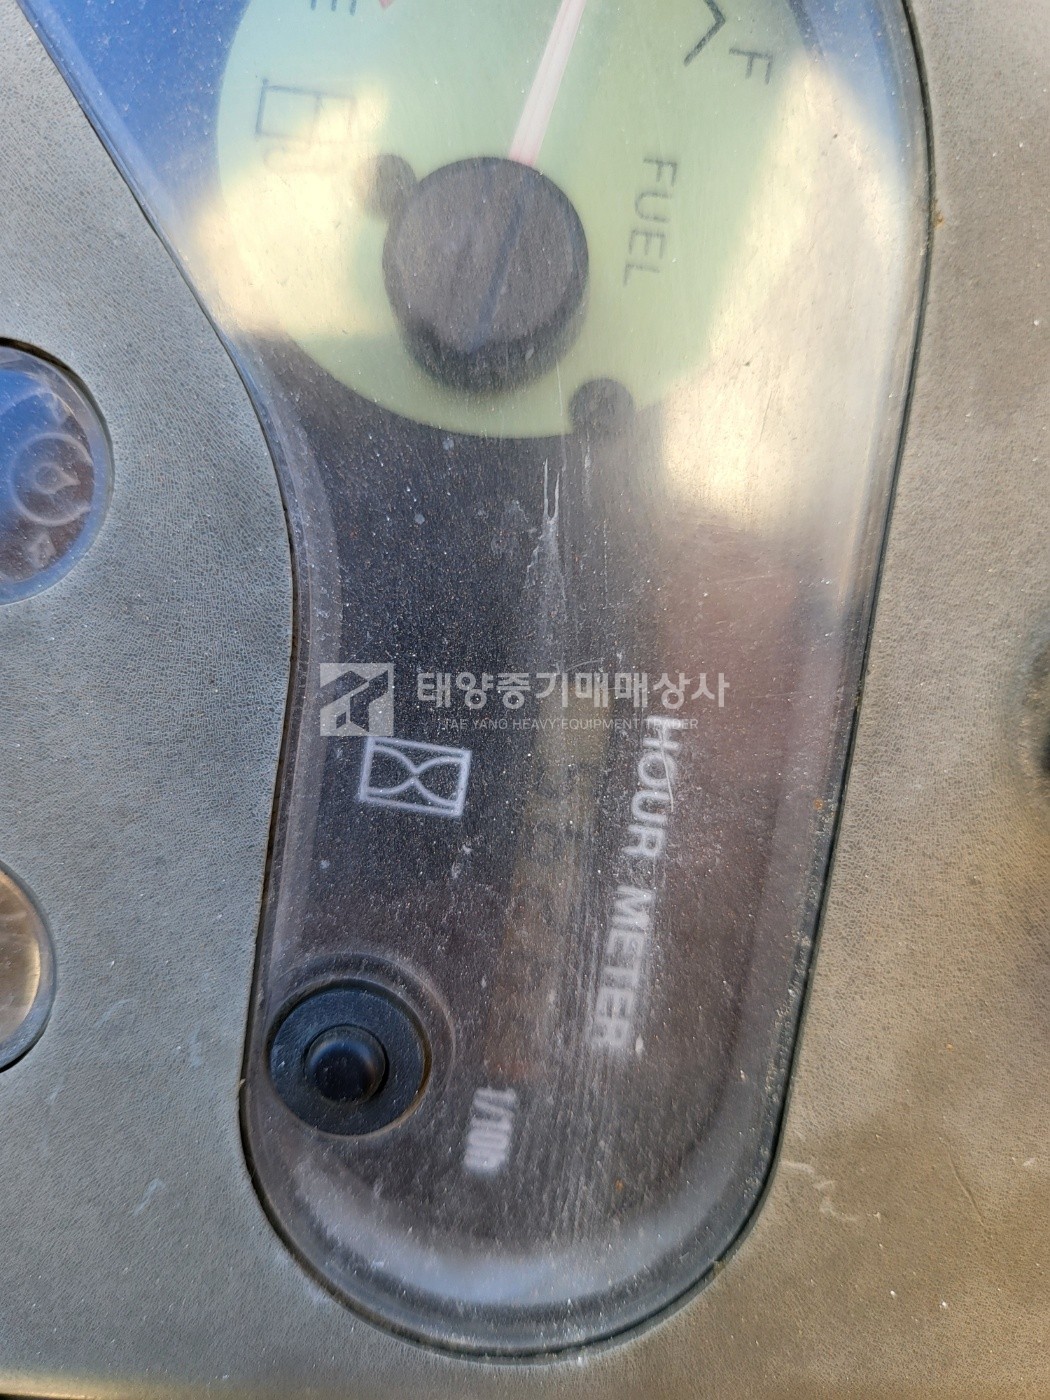 E
F
FUEL
태양중기매매상사
TAE YANG HEAVY EQUIPMENT TRADER
HOUR METER
1/10h